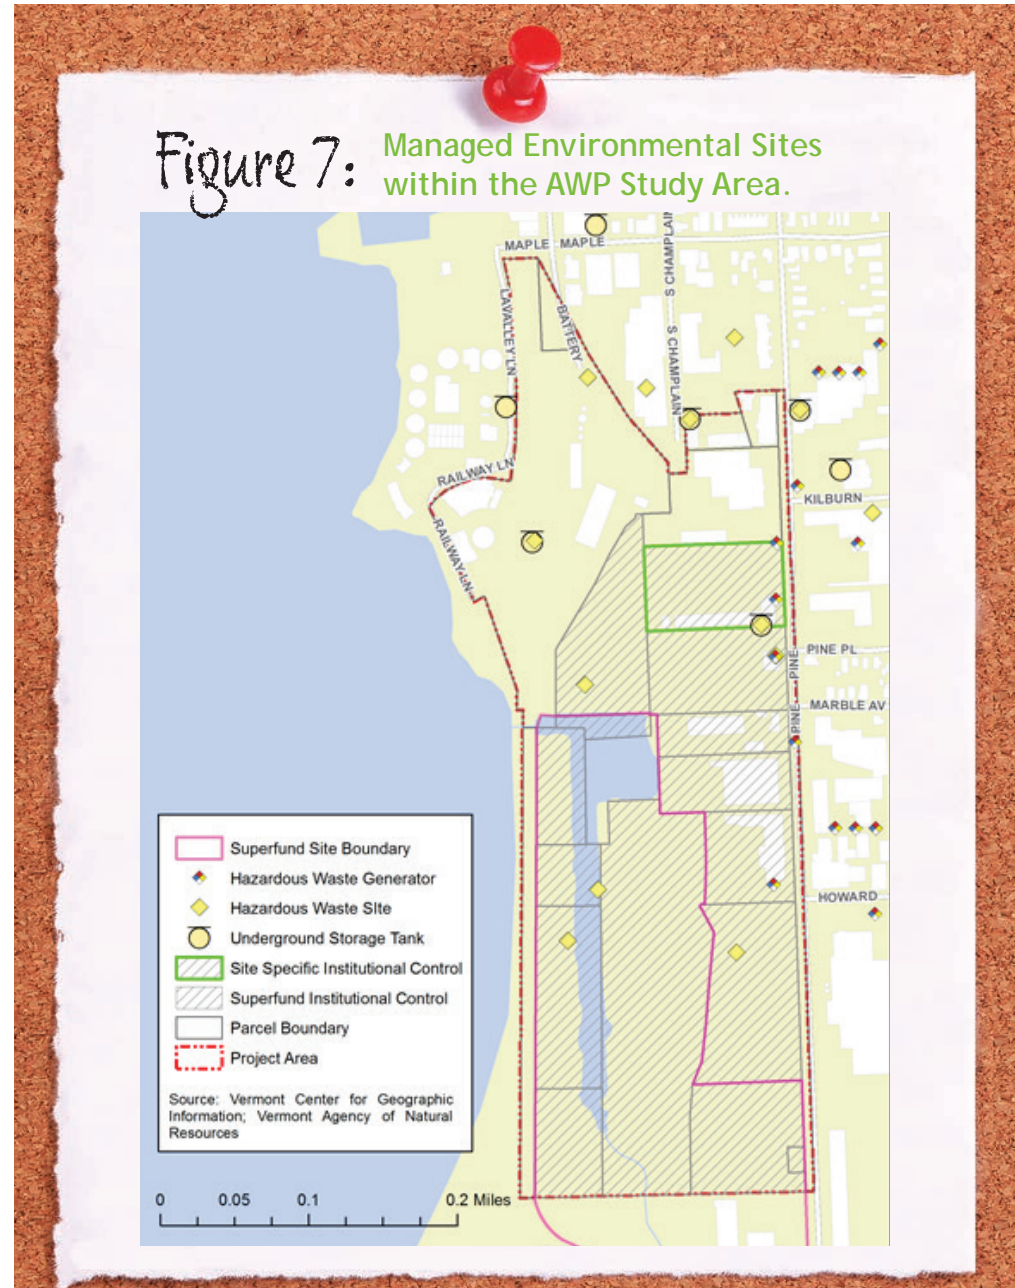 Figure 7:
Managed Environmental Sites
within the AWP Study Area.
MAPLE MAPLE
S CHAMPLAIN
LAVALLEY LN
BATTERY
S CHAMPLAIN
RAILWAY LN
KILBURN
RAILWAY LN
PINE PL
PINE
MARBLE AV
PINE
HOWARD
Superfund Site Boundary
Hazardous Waste Generator
Hazardous Waste SIte
Underground Storage Tank
Site Specific Institutional Control
Superfund Institutional Control
Parcel Boundary
Project Area
Source: Vermont Center for Geographic
Information; Vermont Agency of Natural
Resources
0 0.05 0.1 0.2 Miles